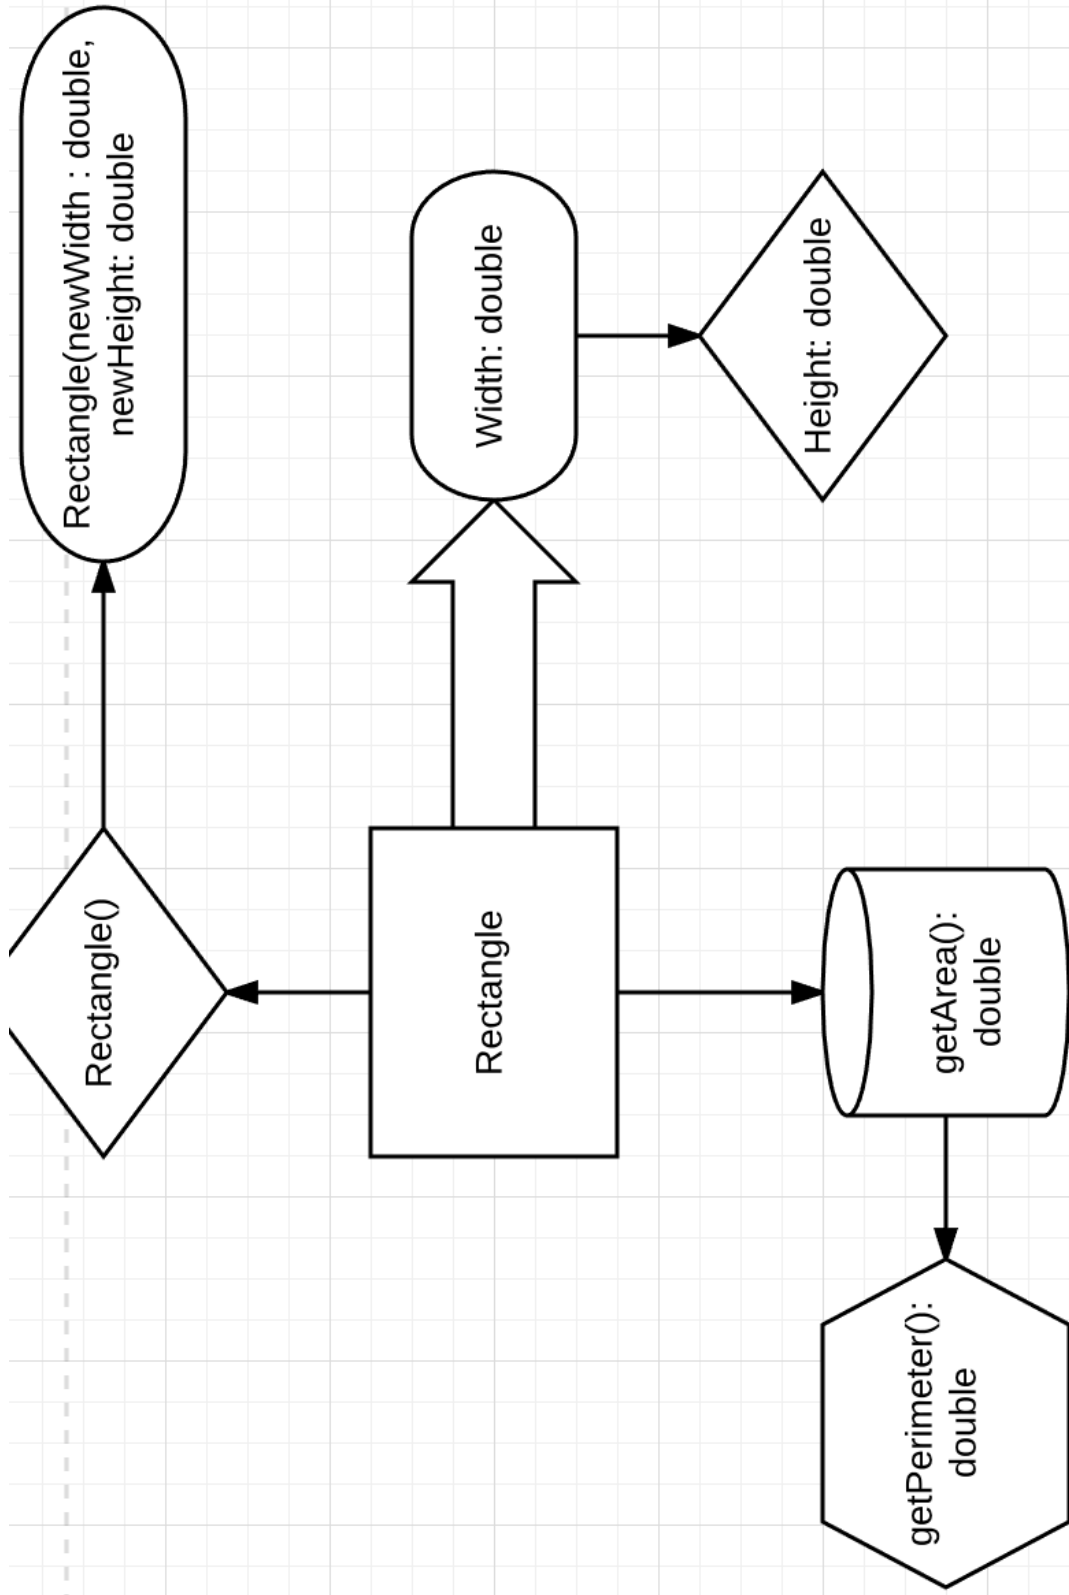 Rectangle()
Rectangle(newWidth : double,
newHeight: double
Rectangle
Width: double
Height: double
getPerimeter():
double
getArea():
double